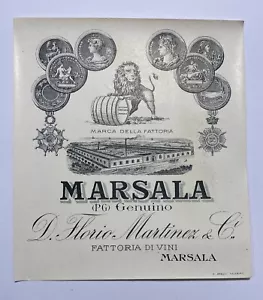 MARCA DELLA FATTORIA
MARSALA
(PG) Genuino
D. Florio Martinez & C.
FATTORIA DI VINI
MARSALA